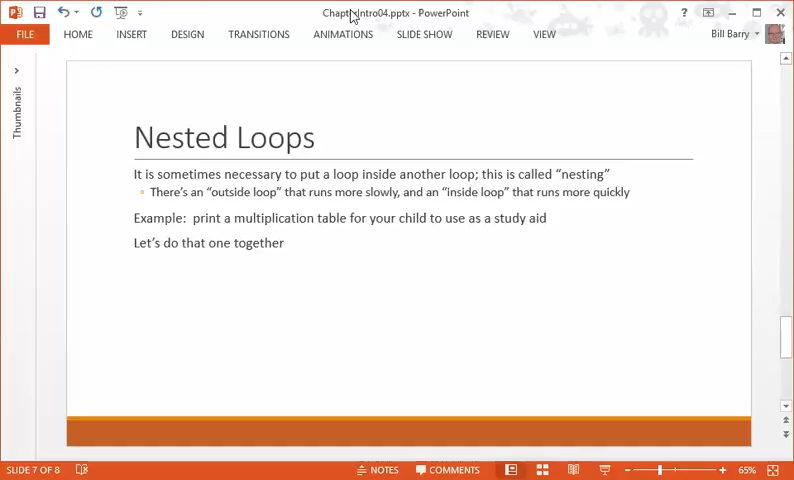 Intro04.pptx - PowerPoint
?
FILE HOME INSERT DESIGN TRANSITIONS ANIMATIONS SLIDE SHOW REVIEW VIEW Bill Barry
Thumbnails
Nested Loops
It is sometimes necessary to put a loop inside another loop; this is called “nesting”
There’s an “outside loop” that runs more slowly, and an “inside loop” that runs more quickly
Example: print a multiplication table for your child to use as a study aid
Let’s do that one together
SLIDE 7 OF 8 NOTES COMMENTS 65%